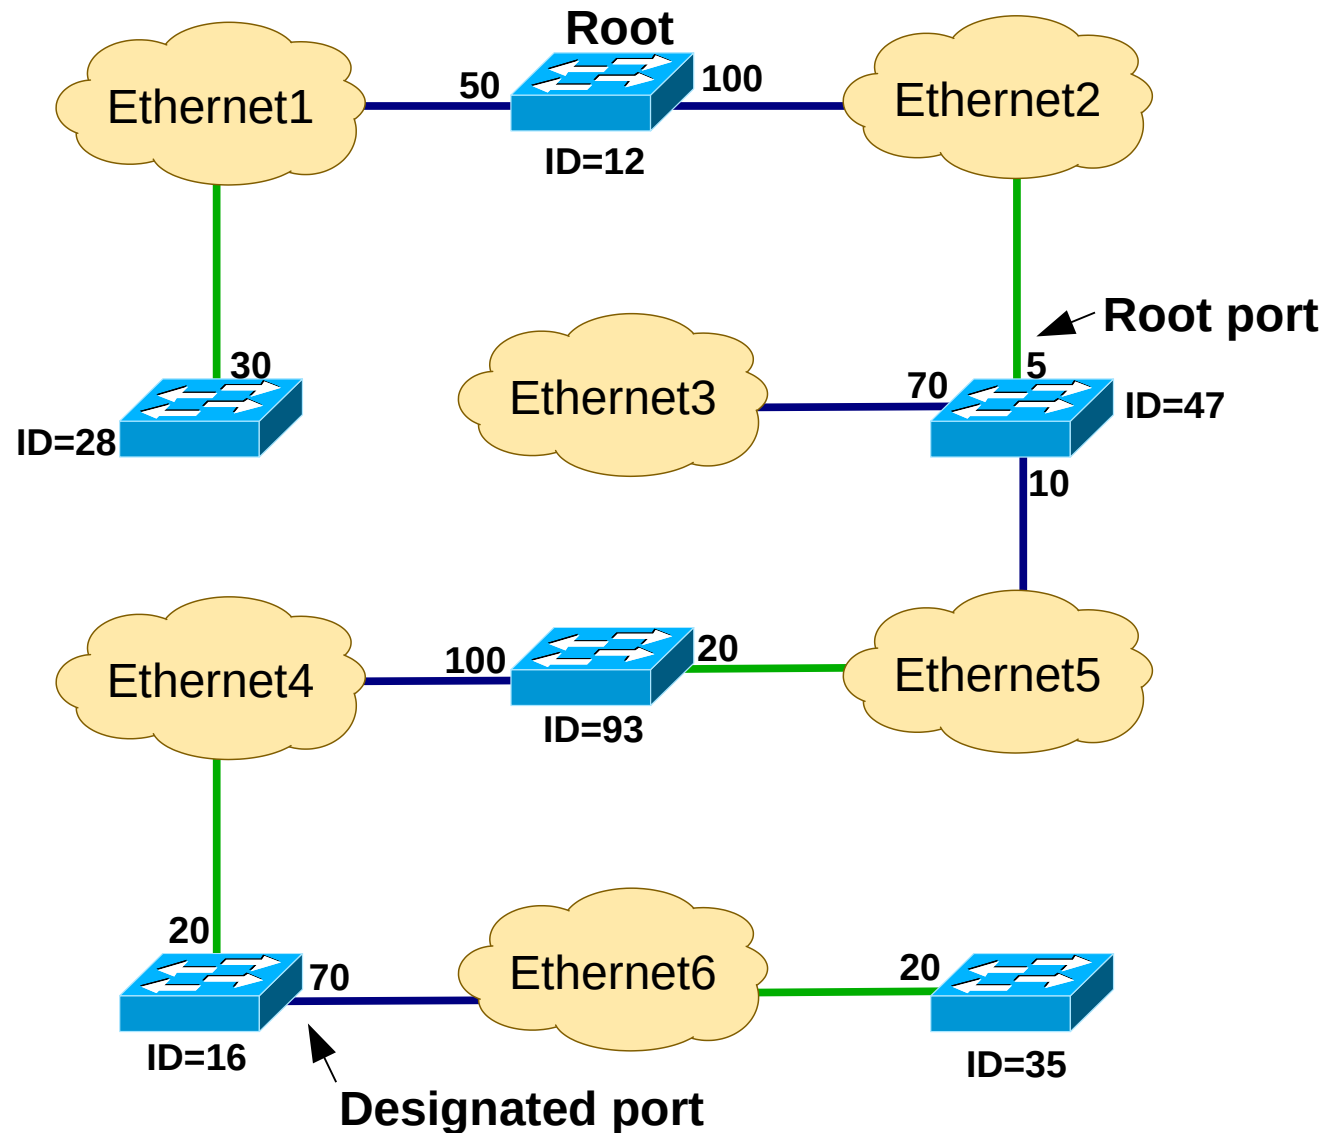 Root
50
100
Ethernet1
Ethernet2
ID=12
Root port
30
5
70
Ethernet3
ID=47
ID=28
10
100
20
Ethernet4
Ethernet5
ID=93
20
70
Ethernet6
20
ID=16
ID=35
Designated port